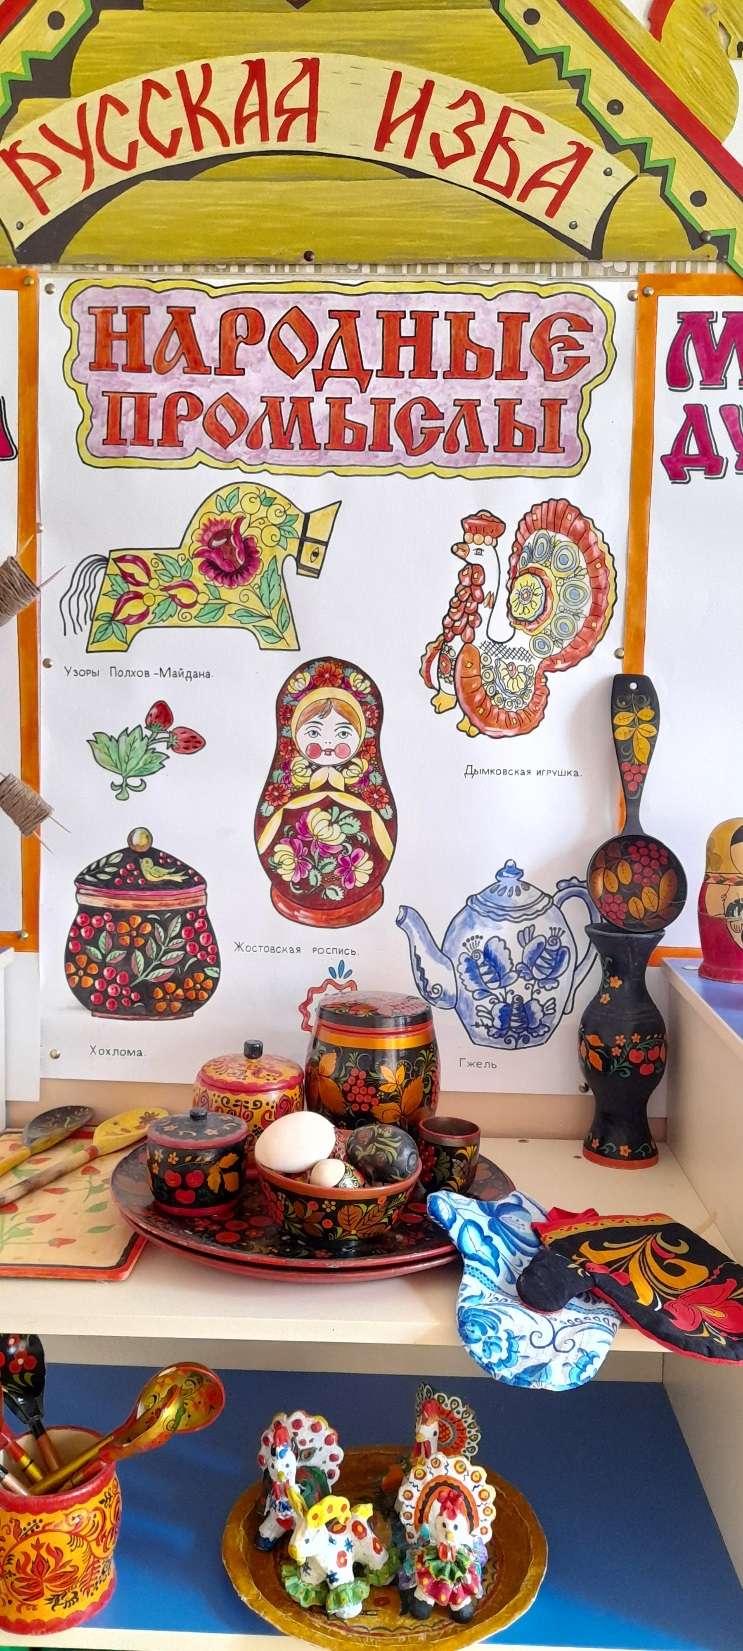 РУССКАЯ ИЗБА
НАРОДНЫЕ
ПРОМЫСЛЫ
Узоры Полхов-Майдана.
Дымковская игрушка.
Жостовская роспись.
Хохлома.
Гжель